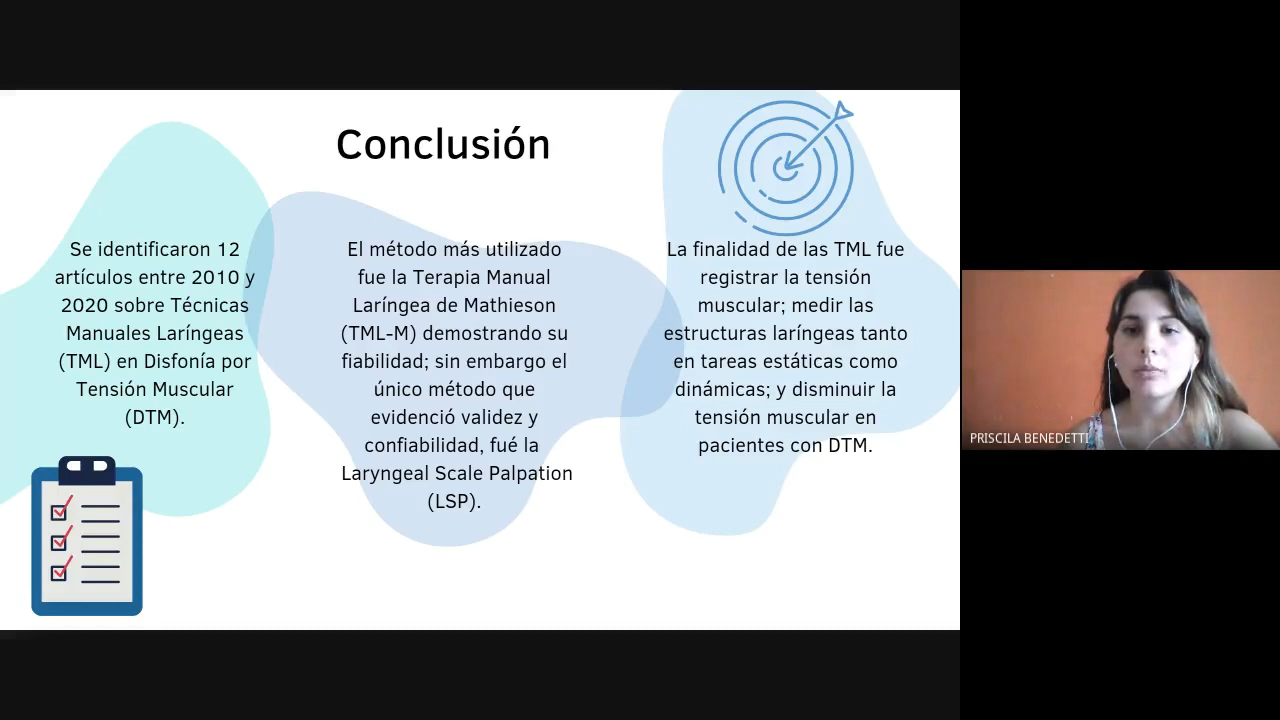 Conclusión
Se identificaron 12
artículos entre 2010 y
2020 sobre Técnicas
Manuales Laríngeas
(TML) en Disfonía por
Tensión Muscular
(DTM).
El método más utilizado
fue la Terapia Manual
Laríngea de Mathieson
(TML-M) demostrando su
fiabilidad; sin embargo el
único método que
evidenció validez y
confiabilidad, fué la
Laryngeal Scale Palpation
(LSP).
La finalidad de las TML fue
registrar la tensión
muscular; medir las
estructuras laríngeas tanto
en tareas estáticas como
dinámicas; y disminuir la
tensión muscular en
pacientes con DTM.
PRISCILA BENEDETTI